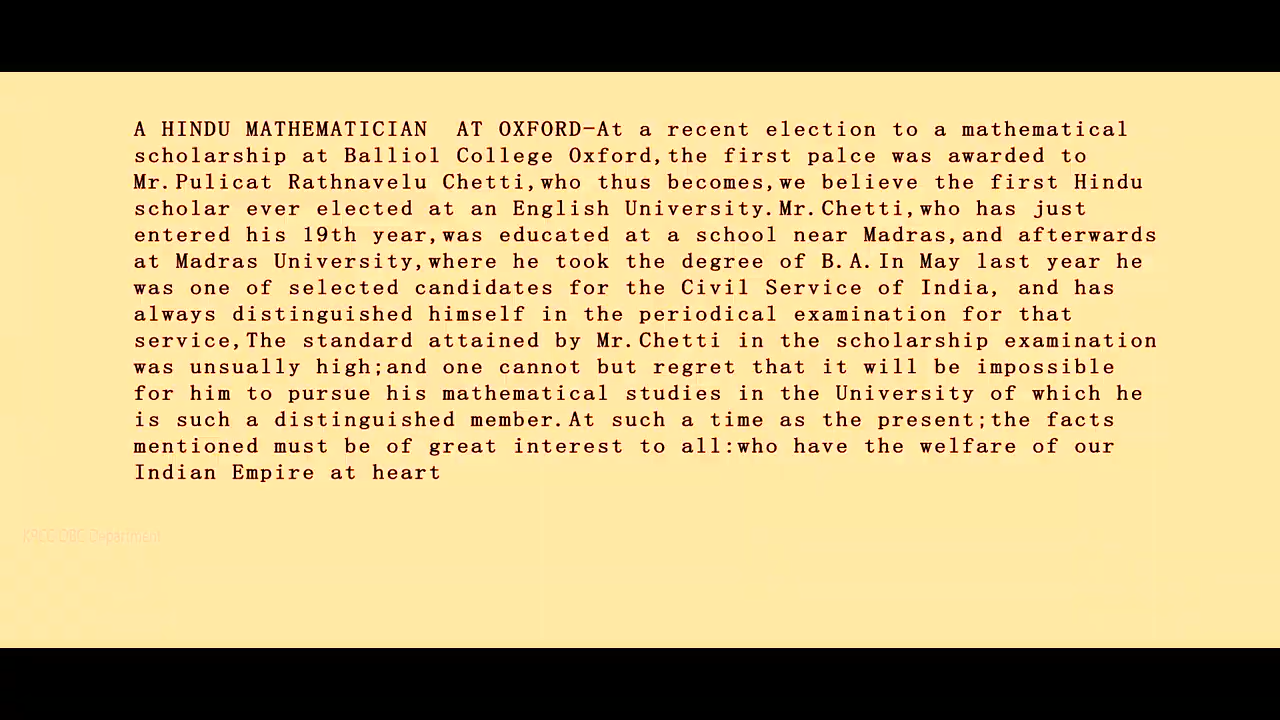 A HINDU MATHEMATICIAN  AT OXFORD-At a recent election to a mathematical
scholarship at Balliol College Oxford,the first palce was awarded to
Mr.Pulicat Rathnavelu Chetti,who thus becomes,we believe the first Hindu
scholar ever elected at an English University.Mr.Chetti,who has just
entered his 19th year,was educated at a school near Madras,and afterwards
at Madras University,where he took the degree of B.A.In May last year he
was one of selected candidates for the Civil Service of India, and has
always distinguished himself in the periodical examination for that
service,The standard attained by Mr.Chetti in the scholarship examination
was unsually high;and one cannot but regret that it will be impossible
for him to pursue his mathematical studies in the University of which he
is such a distinguished member.At such a time as the present;the facts
mentioned must be of great interest to all:who have the welfare of our
Indian Empire at heart
Department